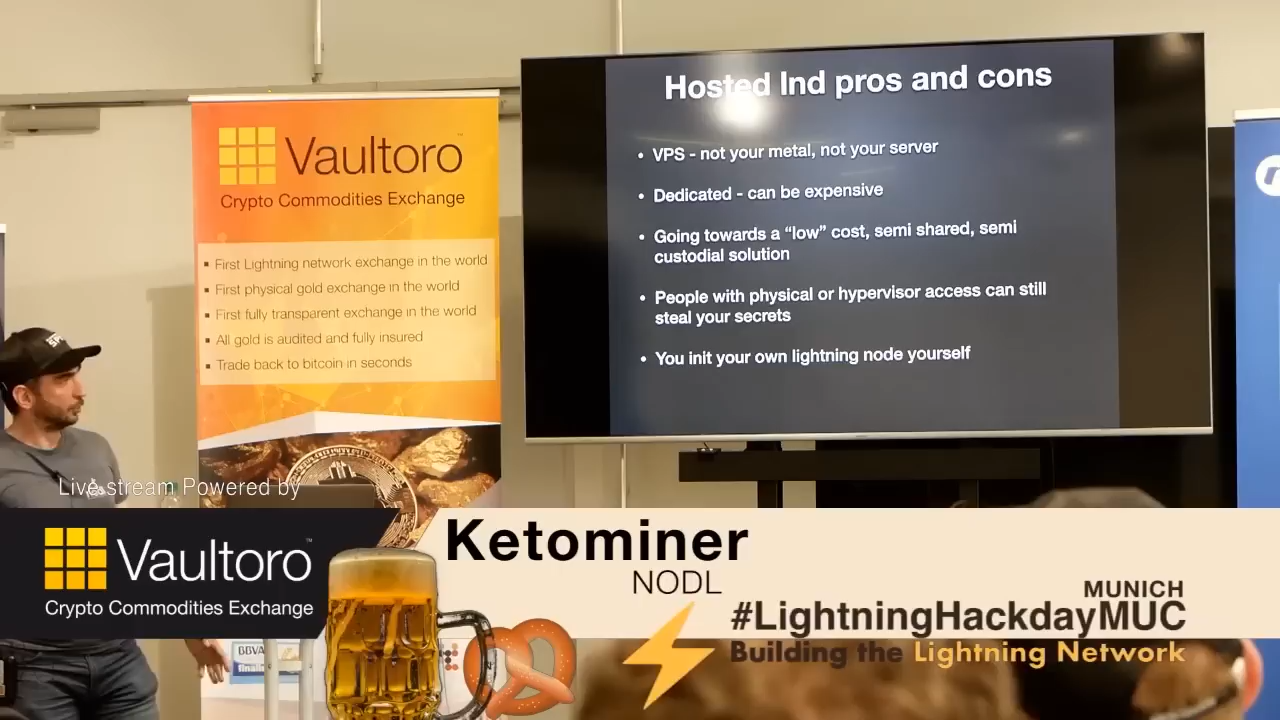 Vaultoro
Crypto Commodities Exchange
▪ First Lightning network exchange in the world
▪ First physical gold exchange in the world
▪ First fully transparent exchange in the world
▪ All gold is audited and fully insured
▪ Trade back to bitcoin in seconds
Hosted lnd pros and cons
• VPS - not your metal, not your server
• Dedicated - can be expensive
• Going towards a “low” cost, semi shared, semi
custodial solution
• People with physical or hypervisor access can still
steal your secrets
• You init your own lightning node yourself
Live stream Powered by
Vaultoro™
Crypto Commodities Exchange
Ketominer
NODL
MUNICH
#LightningHackdayMUC
Building the Lightning Network
BBVA